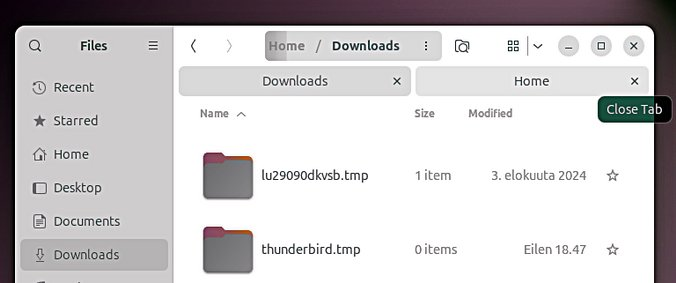 Files
Home / Downloads
Downloads
Home
Close Tab
Name Size Modified
Recent
Starred
Home
Desktop
Documents
Downloads
lu29090dkvsb.tmp 1 item 3. elokuuta 2024
thunderbird.tmp 0 items Eilen 18.47